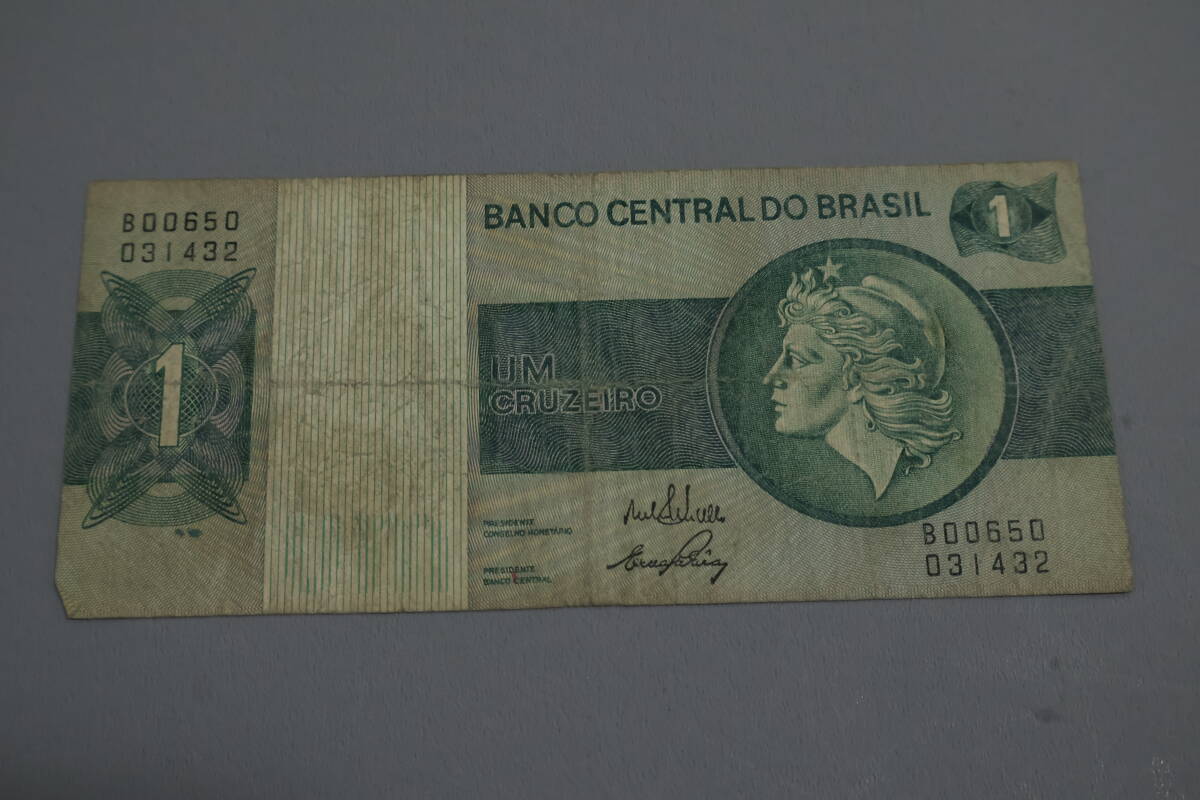 B00650
031432
BANCO CENTRAL DO BRASIL
1
1
UM
CRUZEIRO
PRESIDENTE
CONSELHO MONETÁRIO
PRESIDENTE
BANCO CENTRAL
B00650
031432